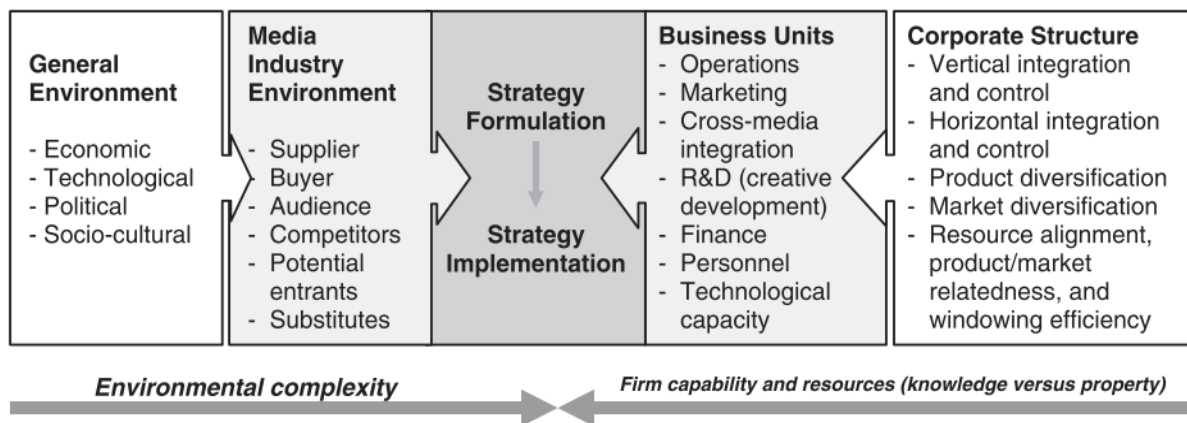 General
Environment
- Economic
- Technological
- Political
- Socio-cultural
Media
Industry
Environment
- Supplier
- Buyer
- Audience
- Competitors
- Potential
entrants
- Substitutes
Strategy
Formulation
Strategy
Implementation
Business Units
- Operations
- Marketing
- Cross-media
integration
- R&D (creative
development)
- Finance
- Personnel
- Technological
capacity
Corporate Structure
- Vertical integration
and control
- Horizontal integration
and control
- Product diversification
- Market diversification
- Resource alignment,
product/market
relatedness, and
windowing efficiency
Environmental complexity
Firm capability and resources (knowledge versus property)